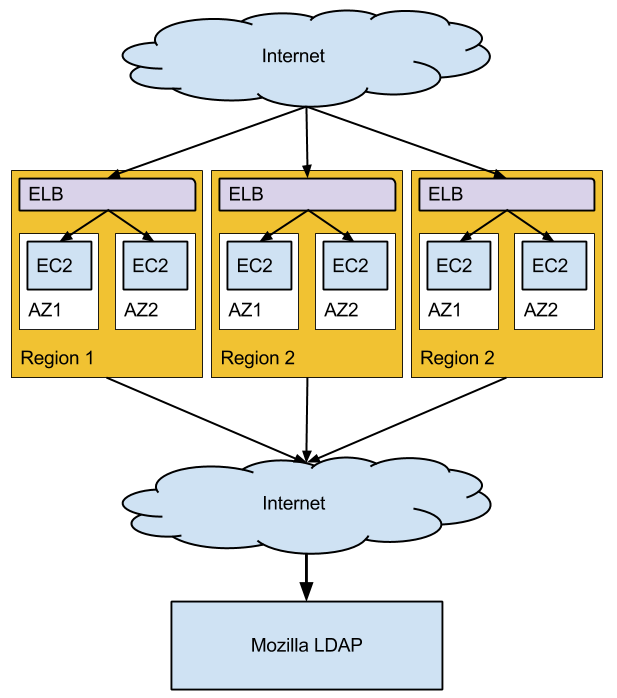 Internet
ELB
ELB
ELB
EC2
EC2
EC2
EC2
EC2
EC2
AZ1
AZ2
AZ1
AZ2
AZ1
AZ2
Region 1
Region 2
Region 2
Internet
Mozilla LDAP